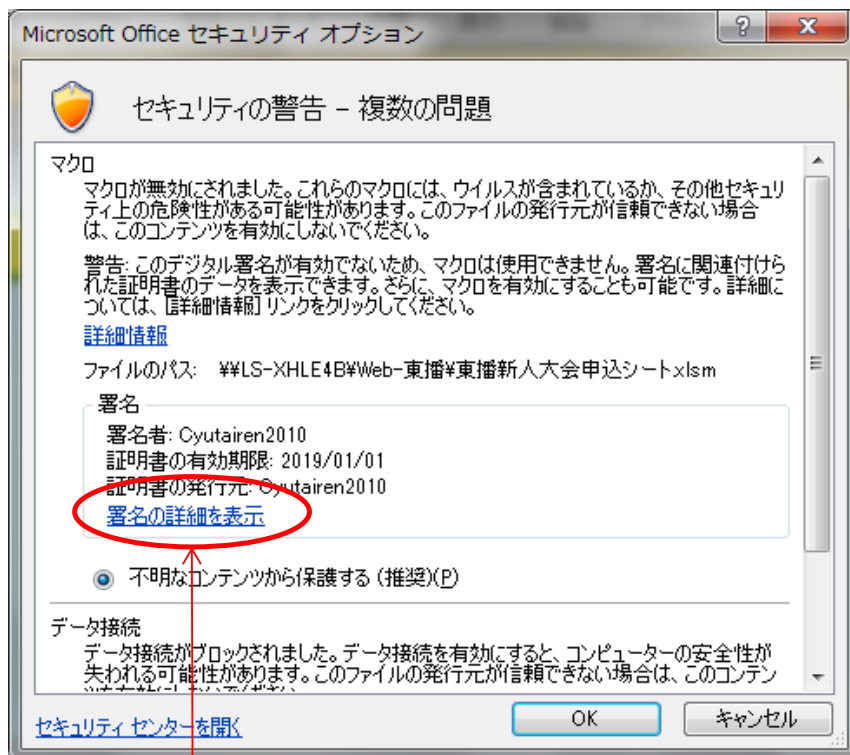 Microsoft Office セキュリティ オプション
セキュリティの警告 – 複数の問題
マクロ
マクロが無効にされました。これらのマクロには、ウイルスが含まれているか、その他セキュリ
ティ上の危険性がある可能性があります。このファイルの発行元が信頼できない場合
は、このコンテンツを有効にしないでください。
警告: このデジタル署名が有効でないため、マクロは使用できません。署名に関連付けら
れた証明書のデータを表示できます。さらに、マクロを有効にすることも可能です。詳細に
ついては、[詳細情報] リンクをクリックしてください。
詳細情報
ファイルのパス: ¥¥LS-XHLE4B¥Web-東播¥東播新人大会申込シート.xlsm
署名
署名者: Cyutairen2010
証明書の有効期限: 2019/01/01
証明書の発行元: Cyutairen2010
署名の詳細を表示
不明なコンテンツから保護する (推奨)(P)
データ接続
データ接続がブロックされました。データ接続を有効にすると、コンピューターの安全性が
失われる可能性があります。このファイルの発行元が信頼できない場合は、このコンテン
セキュリティ センターを開く
OK
キャンセル